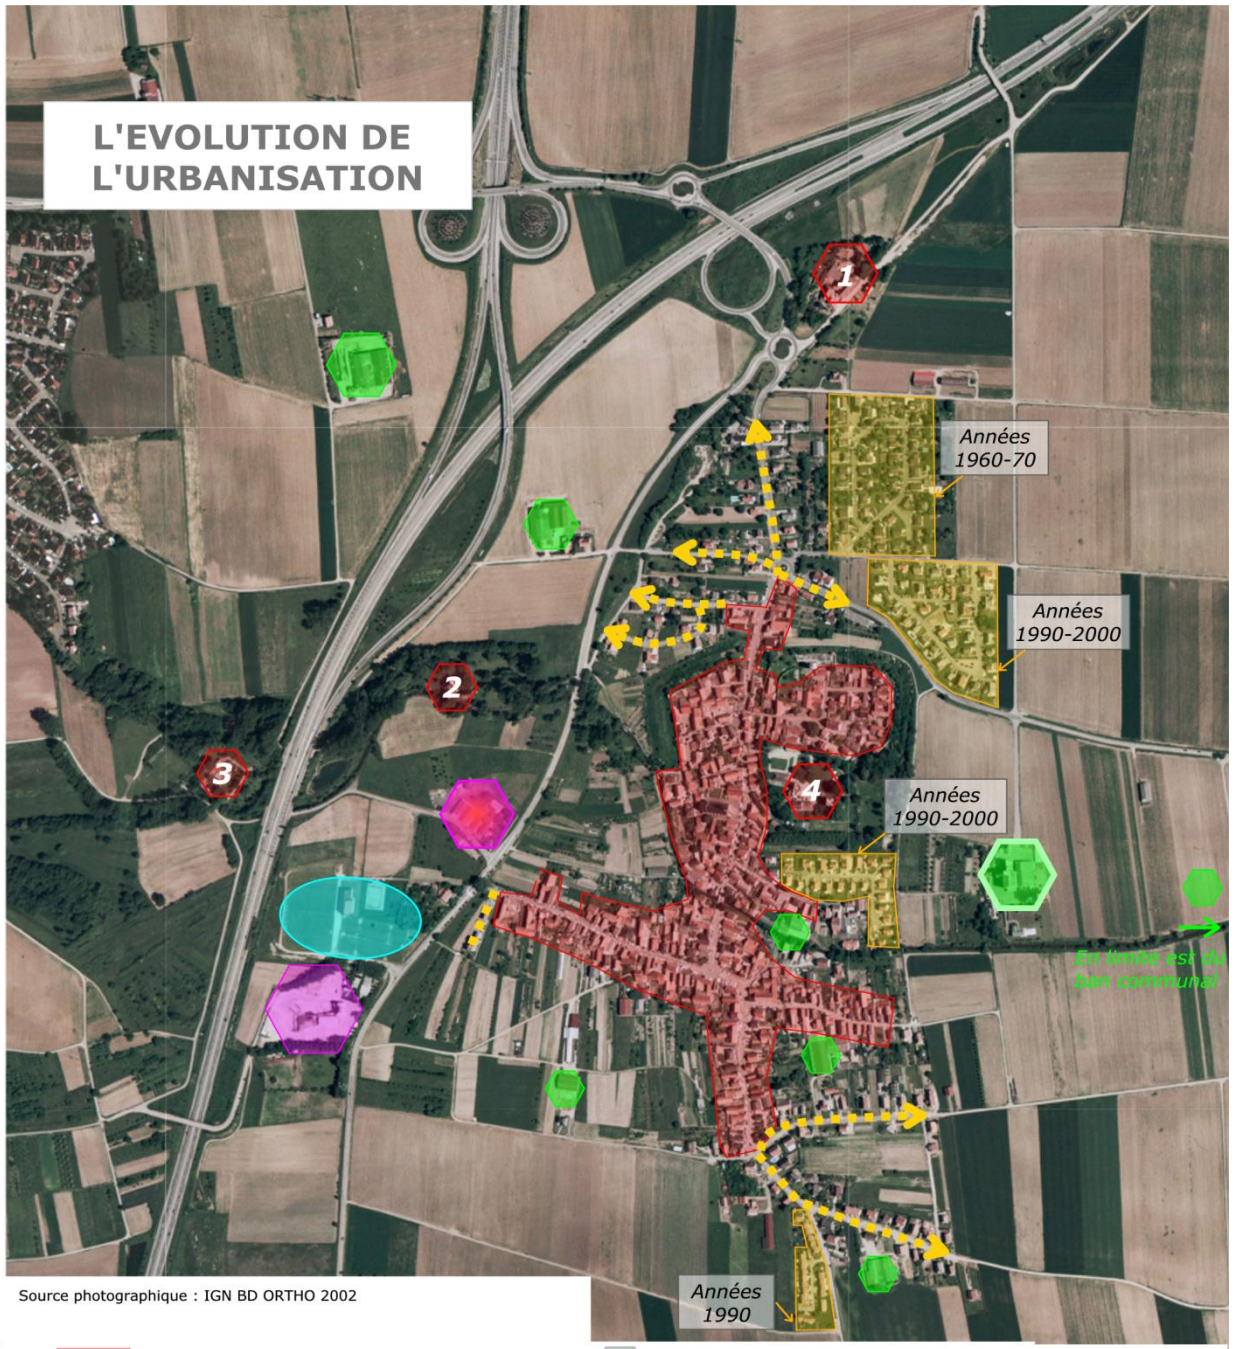 L'EVOLUTION DE
L'URBANISATION
1
Années
1960-70
Années
1990-2000
2
3
4
Années
1990-2000
En limite est du
ban communal
Années
1990
Source photographique : IGN BD ORTHO 2002